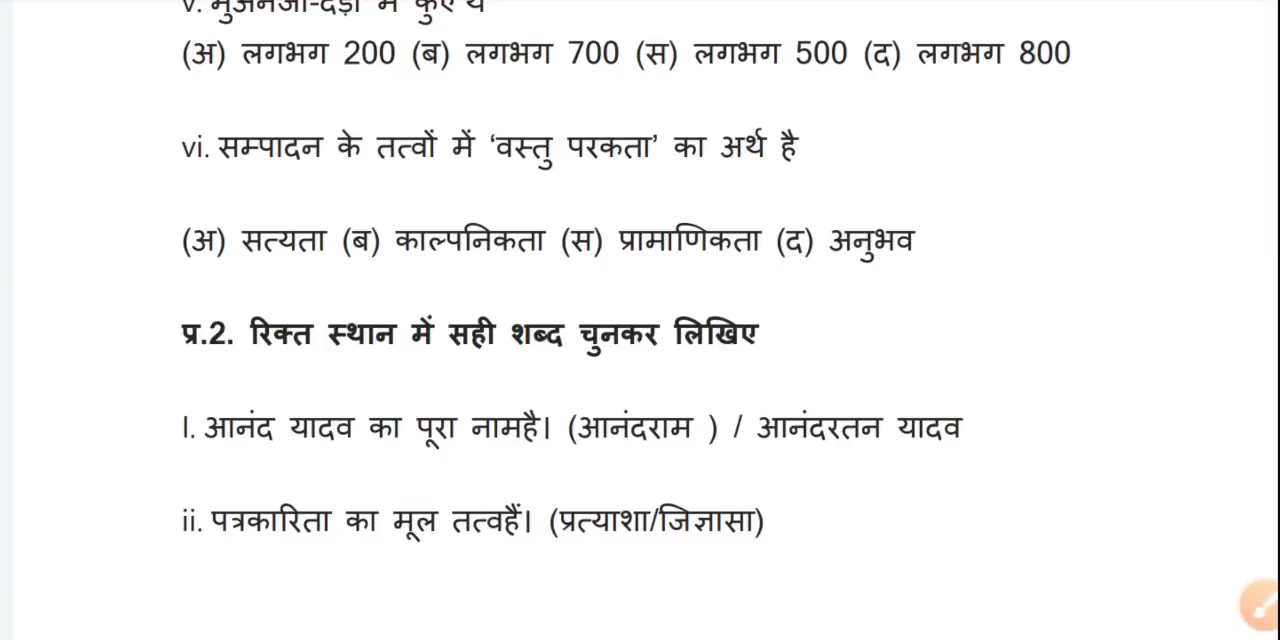 v. मुअनजो-दड़ो में कुएँ थे
(अ) लगभग 200 (ब) लगभग 700 (स) लगभग 500 (द) लगभग 800
vi. सम्पादन के तत्वों में ‘वस्तु परकता’ का अर्थ है
(अ) सत्यता (ब) काल्पनिकता (स) प्रामाणिकता (द) अनुभव
प्र.2. रिक्त स्थान में सही शब्द चुनकर लिखिए
I. आनंद यादव का पूरा नामहै। (आनंदराम ) / आनंदरतन यादव
ii. पत्रकारिता का मूल तत्वहैं। (प्रत्याशा/जिज्ञासा)